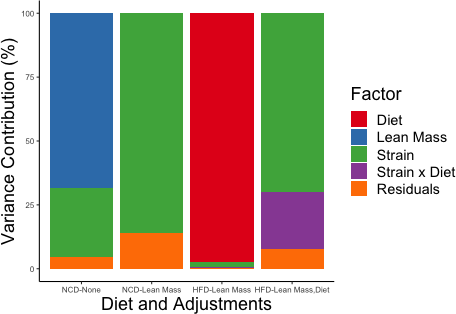 Variance Contribution (%)
100
75
50
25
0
NCD-None
NCD-Lean Mass
HFD-Lean Mass
HFD-Lean Mass,Diet
Diet and Adjustments
Factor
Diet
Lean Mass
Strain
Strain x Diet
Residuals